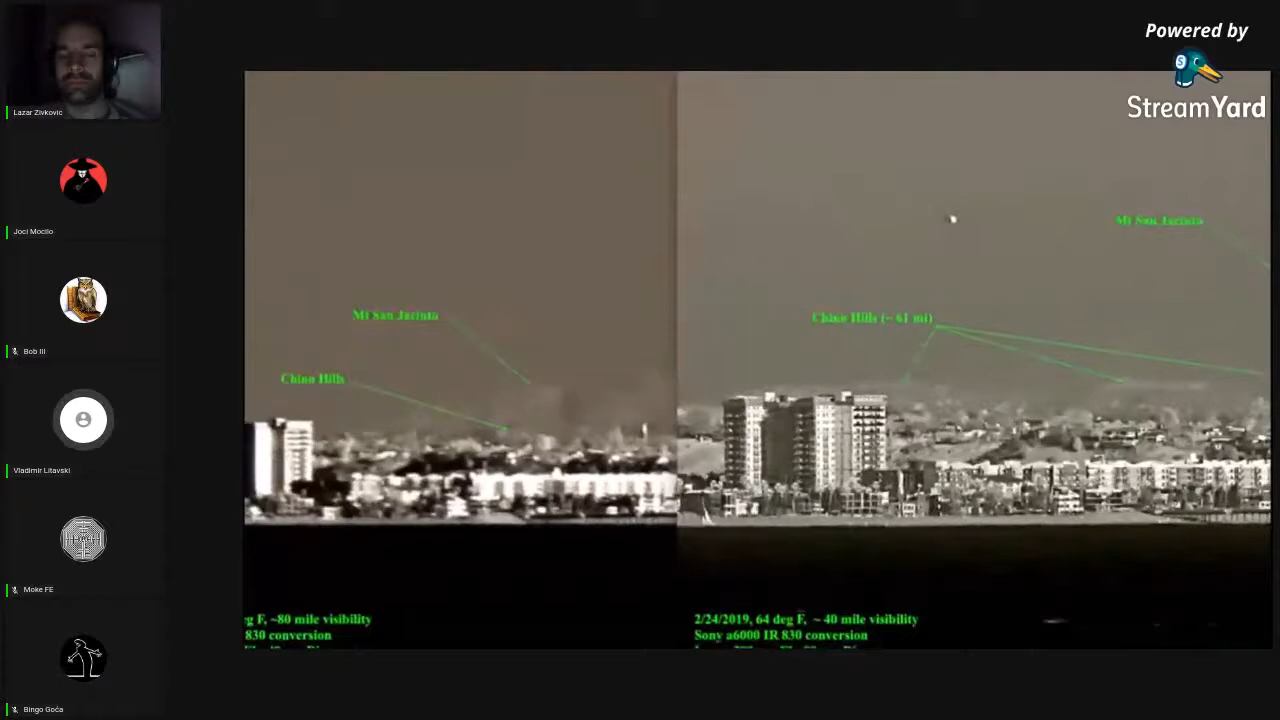 Powered by
StreamYard
Lazar Zivkovic
Joci Mocilo
Bob III
Vladimir Litavski
Moke FE
Bingo Goča
Mt San Jacinto
Chino Hills
Mt San Jacinto
Chino Hills (~ 61 mi)
g F, ~80 mile visibility
830 conversion
2/24/2019, 64 deg F, ~ 40 mile visibility
Sony a6000 IR 830 conversion